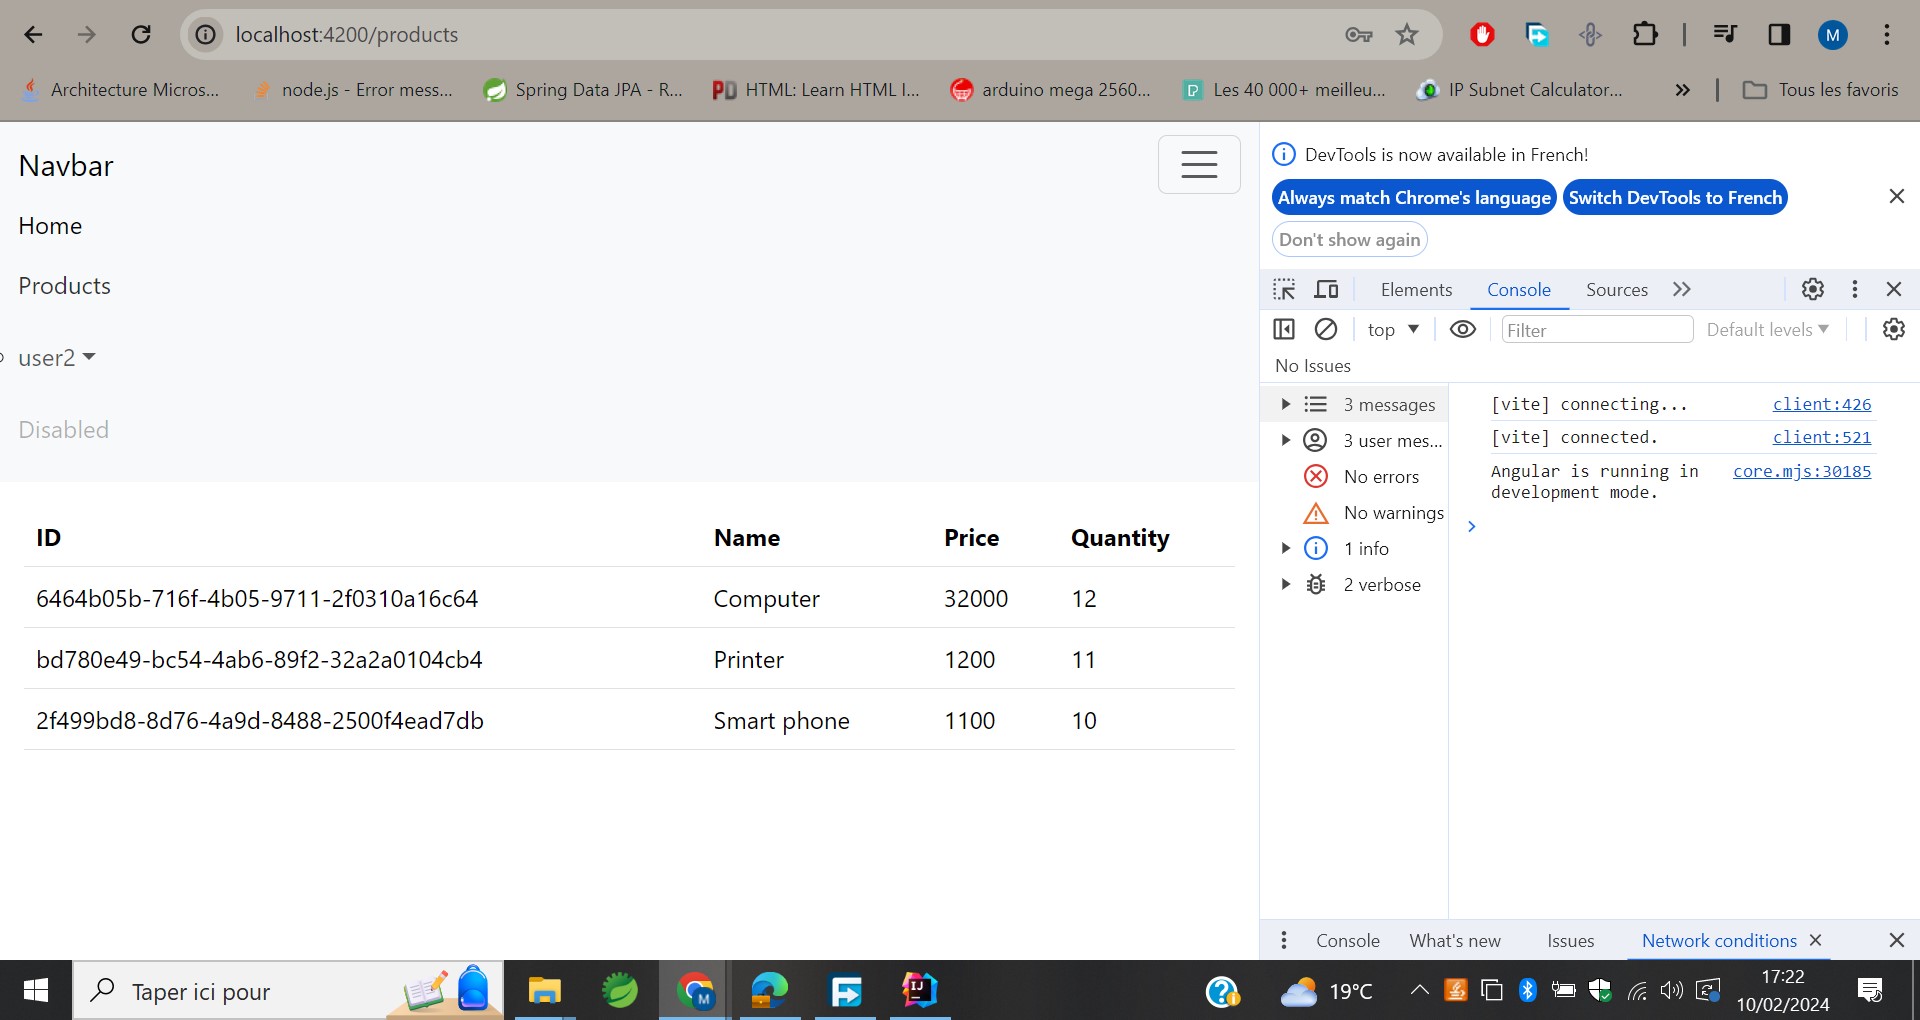 localhost:4200/products
M
Architecture Micros...
node.js - Error mess...
Spring Data JPA - R...
PD HTML: Learn HTML I...
arduino mega 2560...
Les 40 000+ meilleu...
IP Subnet Calculator...
Tous les favoris
Navbar
Home
Products
user2
Disabled
ID Name Price Quantity
6464b05b-716f-4b05-9711-2f0310a16c64 Computer 32000 12
bd780e49-bc54-4ab6-89f2-32a2a0104cb4 Printer 1200 11
2f499bd8-8d76-4a9d-8488-2500f4ead7db Smart phone 1100 10
DevTools is now available in French!
Always match Chrome's language Switch DevTools to French
Don't show again
Elements Console Sources
top Filter Default levels
No Issues
3 messages
3 user mes...
No errors
No warnings
1 info
2 verbose
[vite] connecting... client:426
[vite] connected. client:521
Angular is running in core.mjs:30185
development mode.
Console What's new Issues Network conditions
Taper ici pour
M
IJ
19°C
17:22
10/02/2024